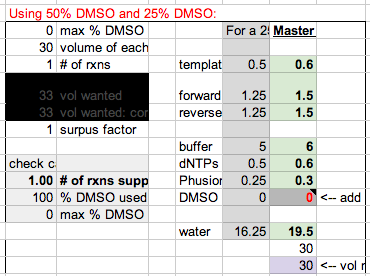 Using 50% DMSO and 25% DMSO:
0 max % DMSO For a 25 Master
30 volume of each
1 # of rxns templat 0.5 0.6
33 vol wanted forward 1.25 1.5
33 vol wanted: cor reverse 1.25 1.5
1 surpus factor
buffer 5 6
check c dNTPs 0.5 0.6
1.00 # of rxns supp Phusior 0.25 0.3
100 % DMSO used DMSO 0 0 <-- add
0 max % DMSO
water 16.25 19.5
30
30 <-- vol r